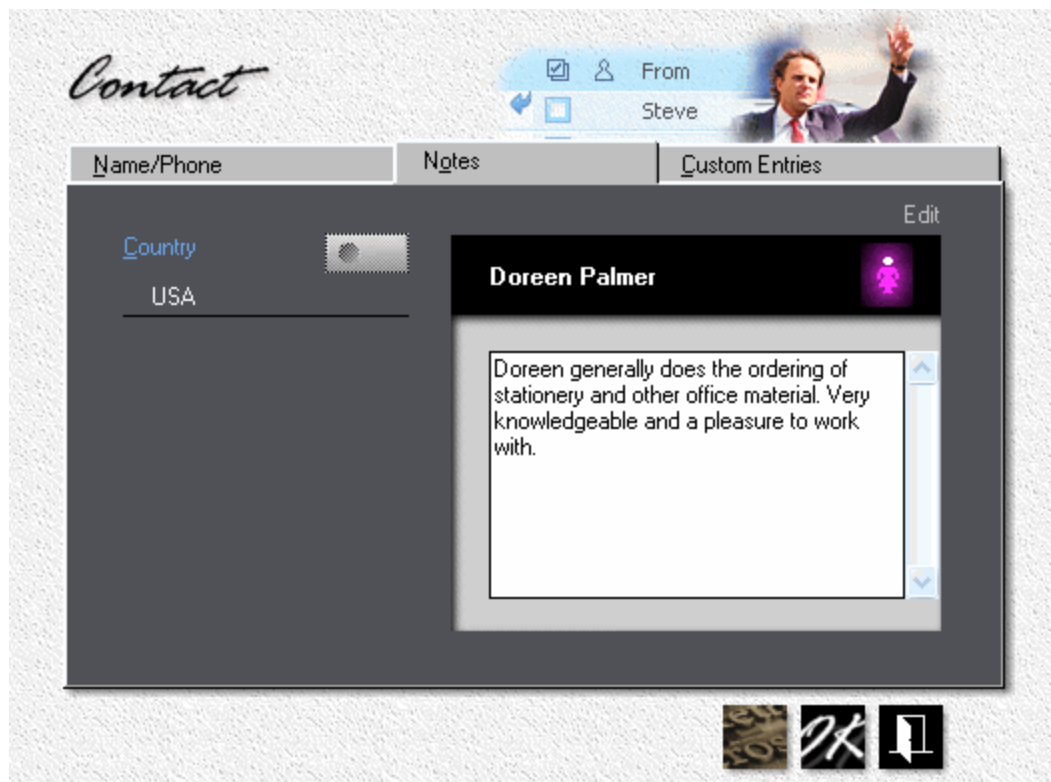 Contact
From
Steve
Name/Phone
Notes
Custom Entries
Edit
Country
USA
Doreen Palmer
Doreen generally does the ordering of
stationery and other office material. Very
knowledgeable and a pleasure to work
with.
OK